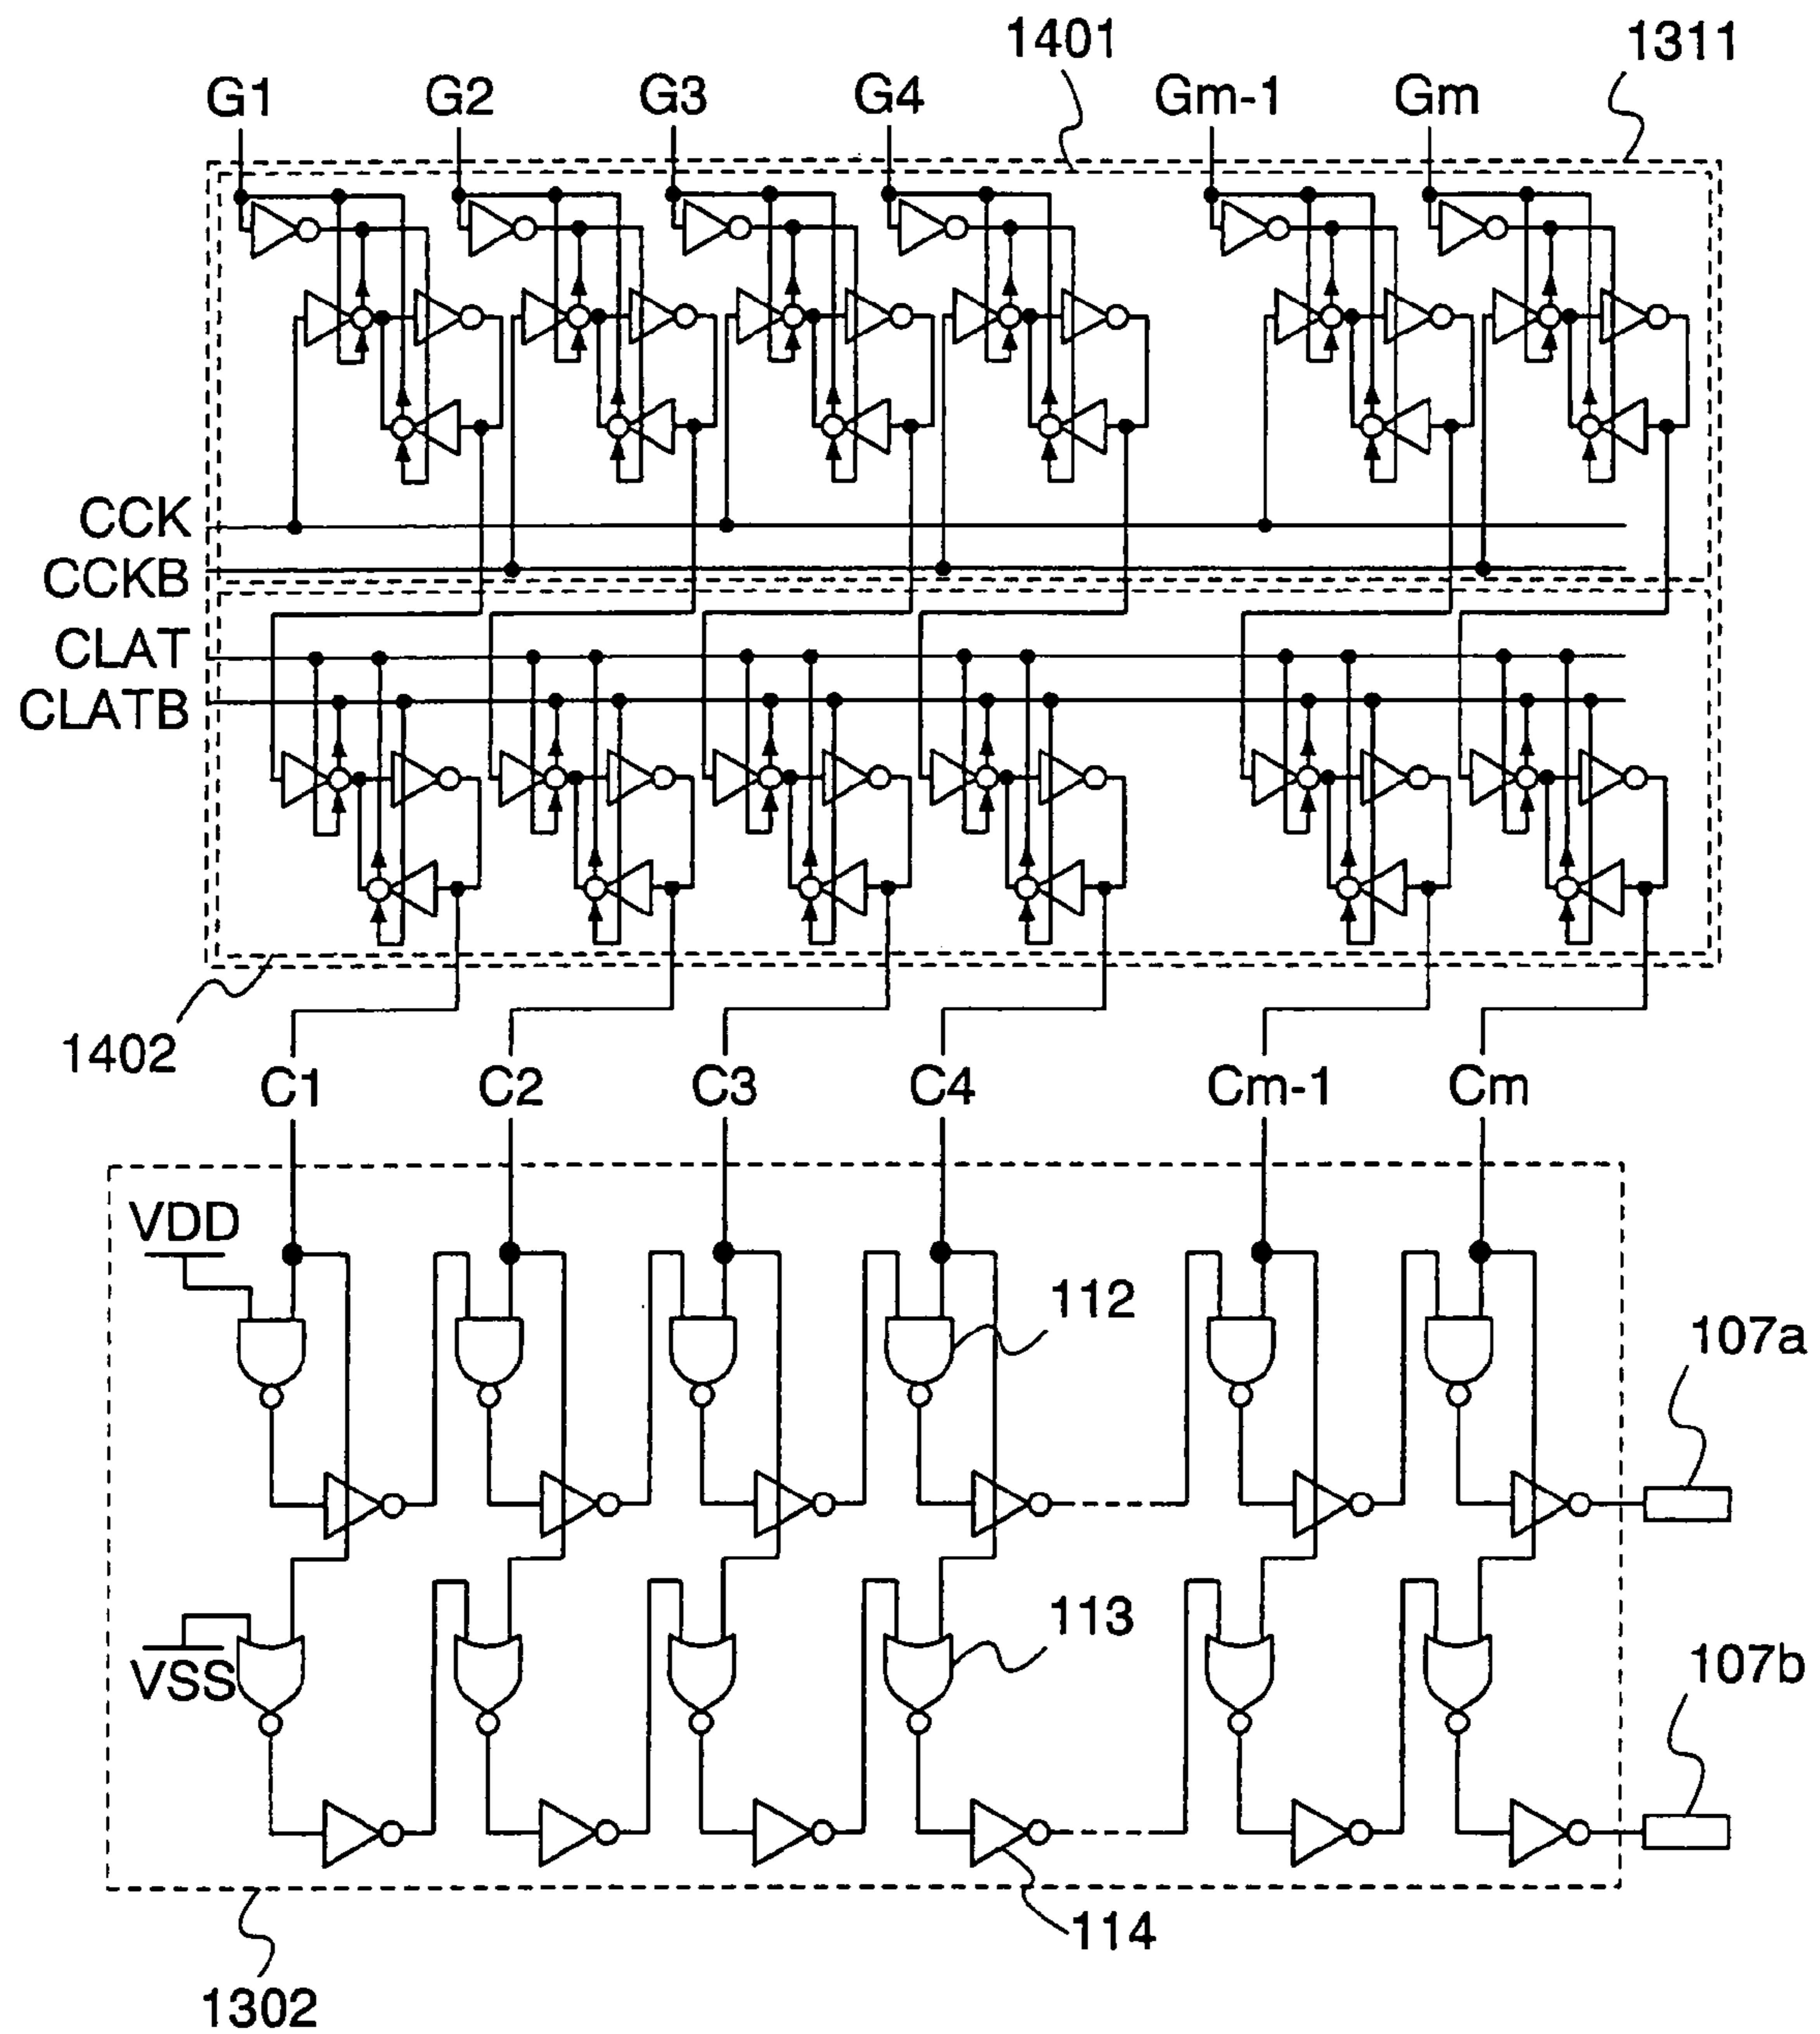 1401
1311
G1
G2
G3
G4
Gm-1
Gm
CCK
CCKB
CLAT
CLATB
1402
C1
C2
C3
C4
Cm-1
Cm
VDD
112
107a
VSS
113
107b
114
1302